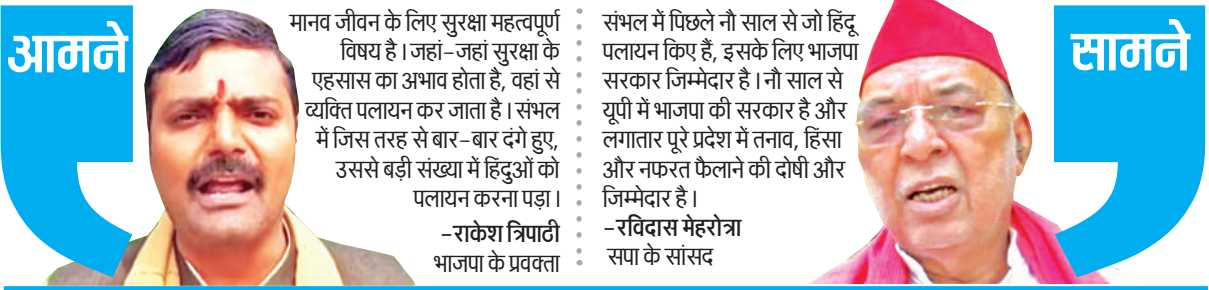 आमने
मानव जीवन के लिए सुरक्षा महत्वपूर्ण
विषय है। जहां-जहां सुरक्षा के
एहसास का अभाव होता है, वहां से
व्यक्ति पलायन कर जाता है। संभल
में जिस तरह से बार-बार दंगे हुए,
उससे बड़ी संख्या में हिंदुओं को
पलायन करना पड़ा।
-राकेश त्रिपाठी
भाजपा के प्रवक्ता
संभल में पिछले नौ साल से जो हिंदू
पलायन किए हैं, इसके लिए भाजपा
सरकार जिम्मेदार है। नौ साल से
यूपी में भाजपा की सरकार है और
लगातार पूरे प्रदेश में तनाव, हिंसा
और नफरत फैलाने की दोषी और
जिम्मेदार है।
-रविदास मेहरोत्रा
सपा के सांसद
सामने